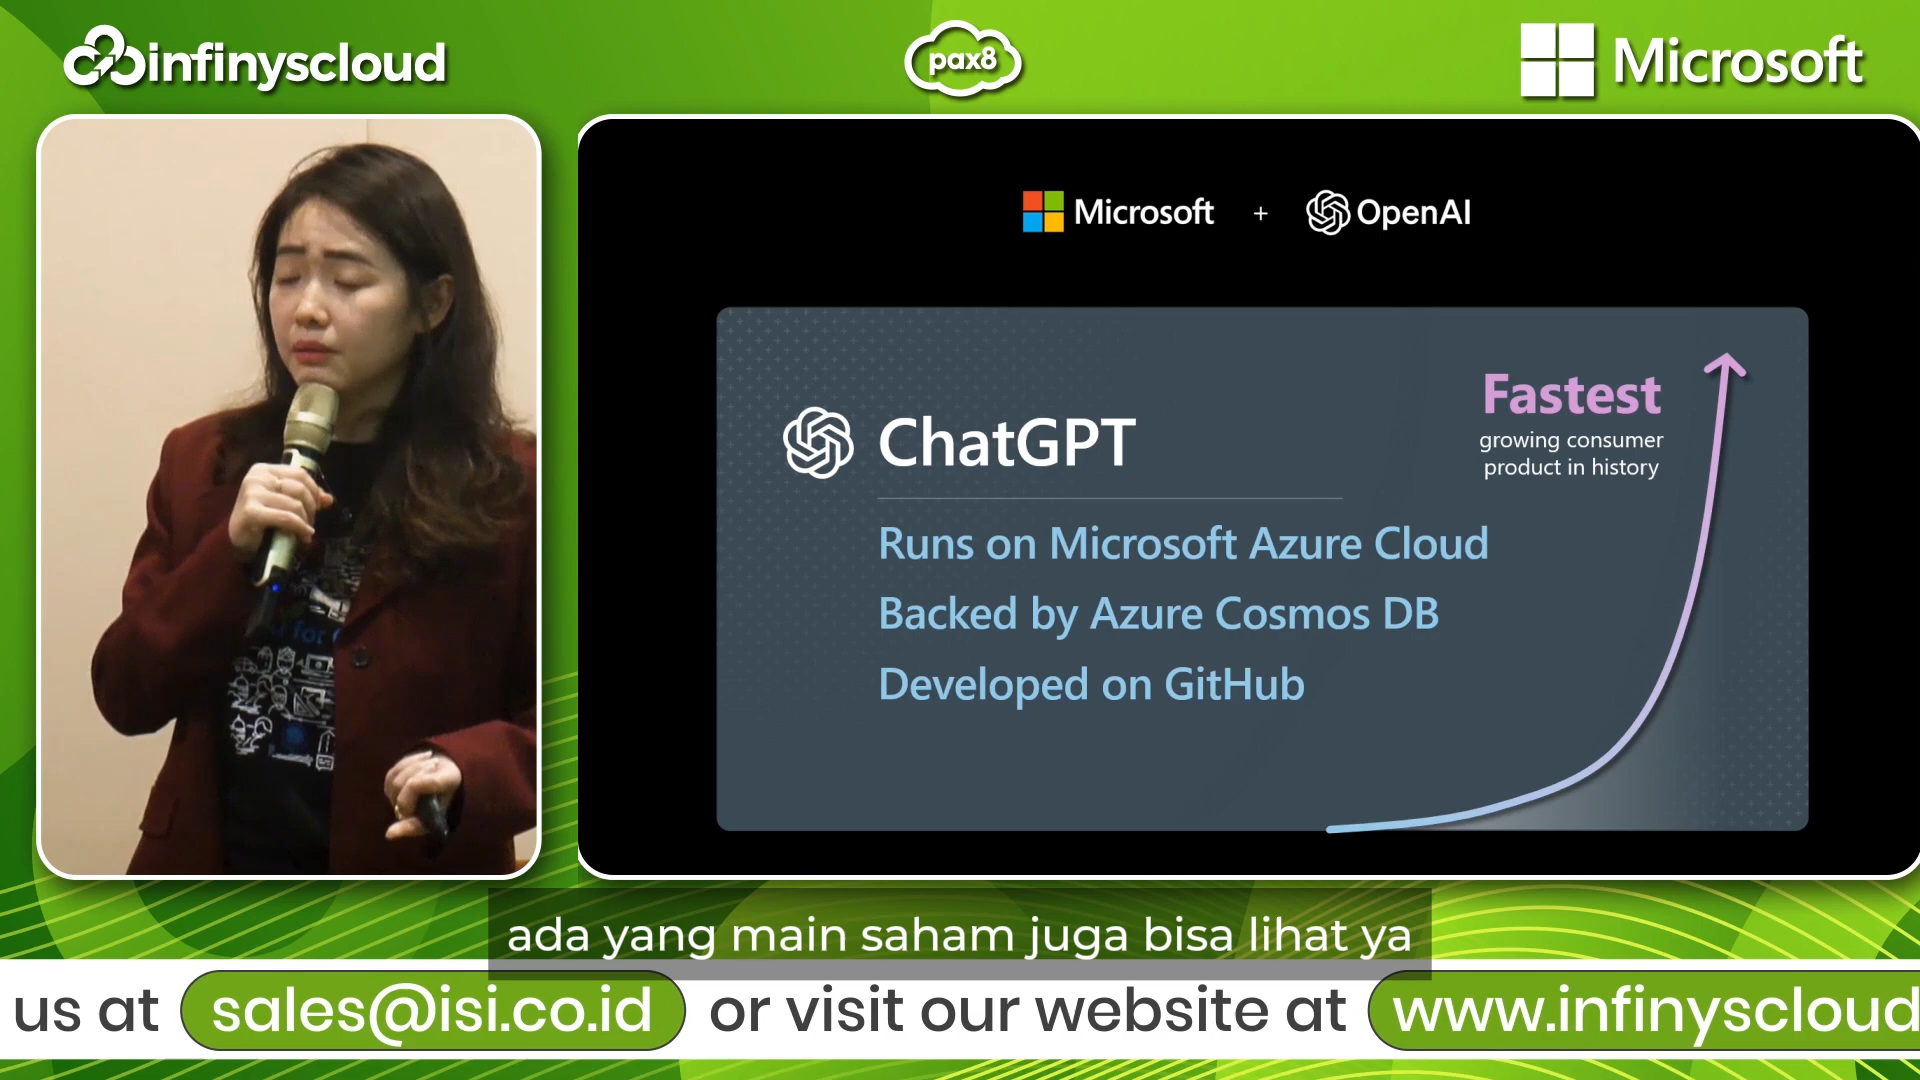 infinyscloud
pax8
Microsoft
Microsoft + OpenAI
ChatGPT
Fastest
growing consumer
product in history
Runs on Microsoft Azure Cloud
Backed by Azure Cosmos DB
Developed on GitHub
for
ada yang main saham juga bisa lihat ya
us at sales@isi.co.id or visit our website at www.infinyscloud